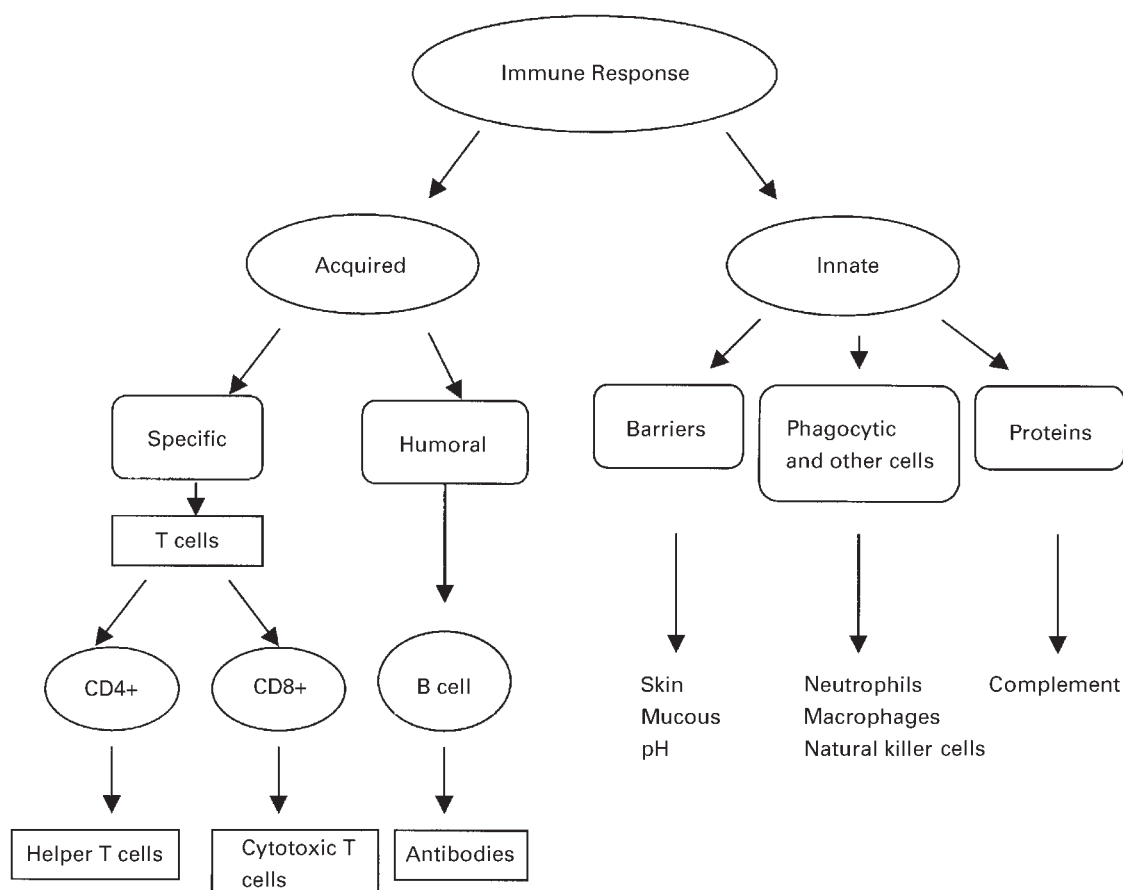 Immune Response
Acquired
Innate
Specific
Humoral
Barriers
Phagocytic
and other cells
Proteins
T cells
CD4+
CD8+
B cell
Skin
Mucous
pH
Neutrophils
Macrophages
Natural killer cells
Complement
Helper T cells
Cytotoxic T
cells
Antibodies